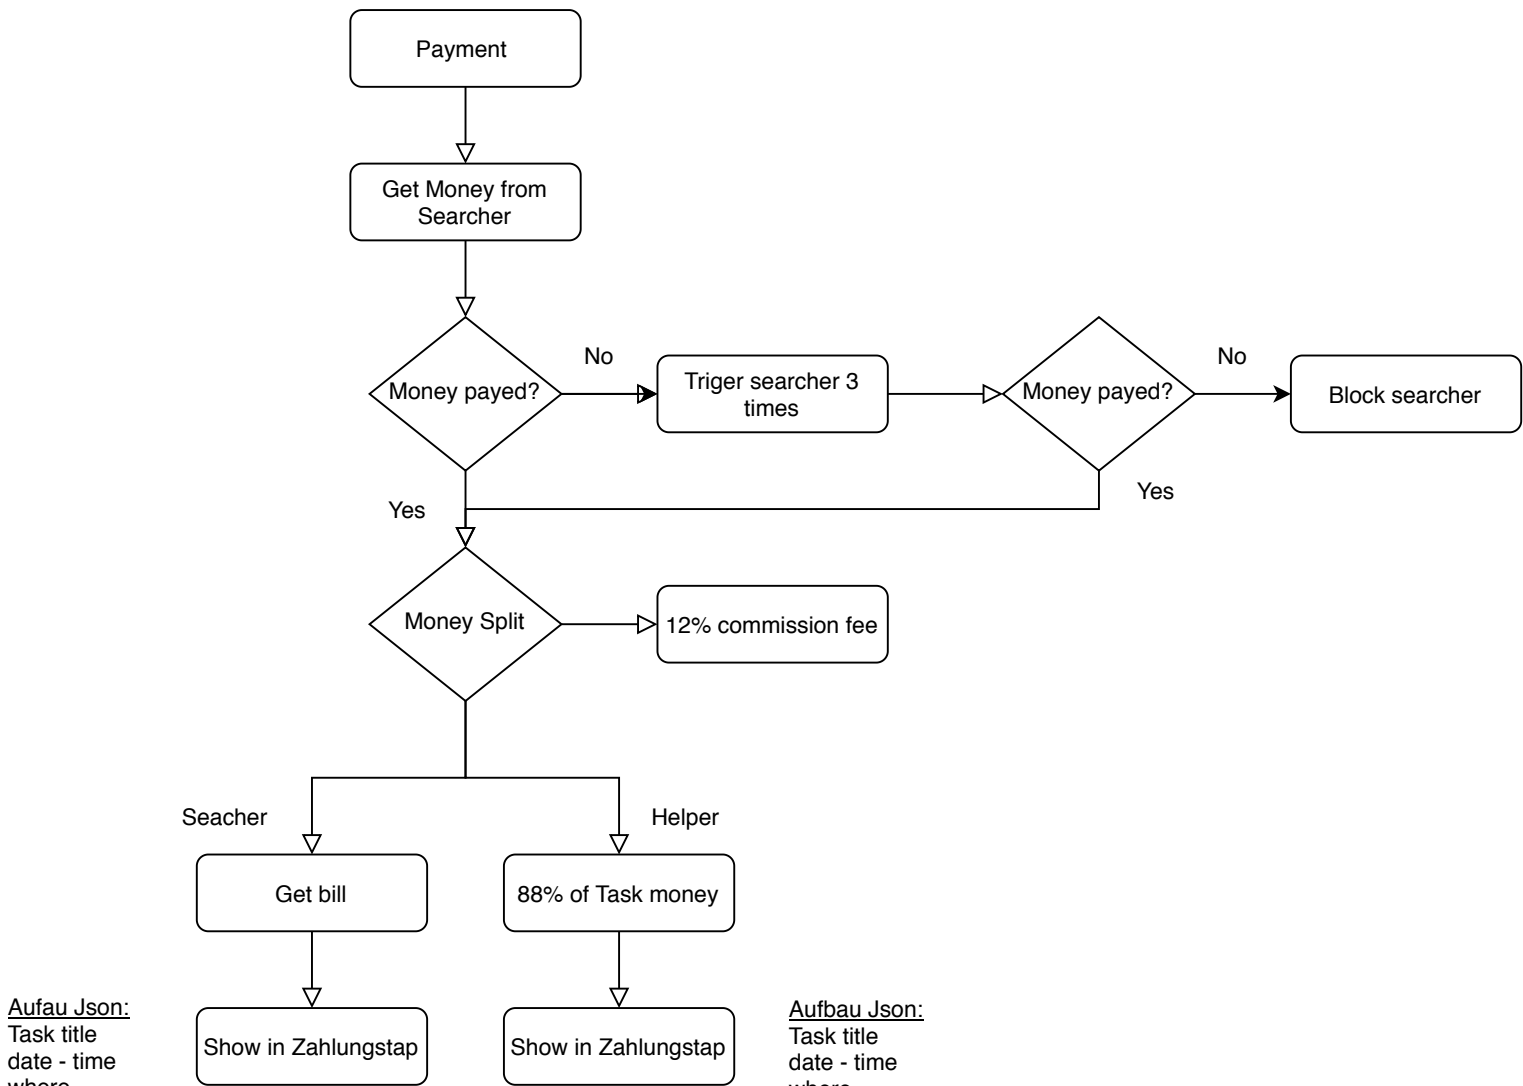 Payment
Get Money from
Searcher
Money payed?
No
Triger searcher 3
times
Money payed?
No
Block searcher
Yes
Yes
Money Split
12% commission fee
Seacher
Helper
Get bill
88% of Task money
Show in Zahlungstap
Show in Zahlungstap
Aufau Json:
Task title
date - time
where
Aufbau Json:
Task title
date - time
where